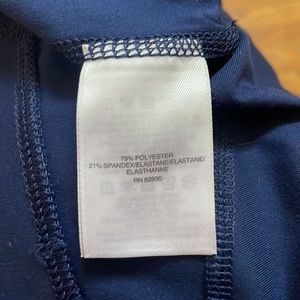 79% POLYESTER
21% SPANDEX/ELASTANE/ELASTANE/
ELASTHANNE
RN 62830